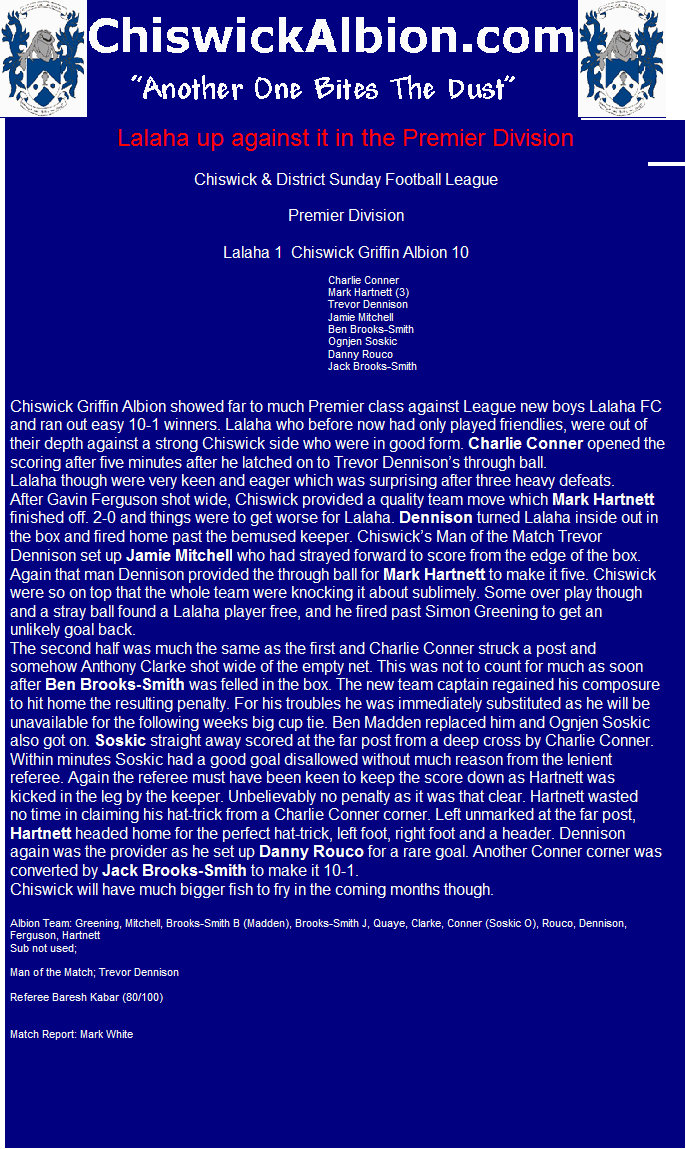 ChiswickAlbion.com
"Another One Bites The Dust"
Lalaha up against it in the Premier Division
Chiswick & District Sunday Football League
Premier Division
Lalaha 1  Chiswick Griffin Albion 10
Charlie Conner
Mark Hartnett (3)
Trevor Dennison
Jamie Mitchell
Ben Brooks-Smith
Ognjen Soskic
Danny Rouco
Jack Brooks-Smith
Chiswick Griffin Albion showed far to much Premier class against League new boys Lalaha FC
and ran out easy 10-1 winners. Lalaha who before now had only played friendlies, were out of
their depth against a strong Chiswick side who were in good form. Charlie Conner opened the
scoring after five minutes after he latched on to Trevor Dennison's through ball.
Lalaha though were very keen and eager which was surprising after three heavy defeats.
After Gavin Ferguson shot wide, Chiswick provided a quality team move which Mark Hartnett
finished off. 2-0 and things were to get worse for Lalaha. Dennison turned Lalaha inside out in
the box and fired home past the bemused keeper. Chiswick's Man of the Match Trevor
Dennison set up Jamie Mitchell who had strayed forward to score from the edge of the box.
Again that man Dennison provided the through ball for Mark Hartnett to make it five. Chiswick
were so on top that the whole team were knocking it about sublimely. Some over play though
and a stray ball found a Lalaha player free, and he fired past Simon Greening to get an
unlikely goal back.
The second half was much the same as the first and Charlie Conner struck a post and
somehow Anthony Clarke shot wide of the empty net. This was not to count for much as soon
after Ben Brooks-Smith was felled in the box. The new team captain regained his composure
to hit home the resulting penalty. For his troubles he was immediately substituted as he will be
unavailable for the following weeks big cup tie. Ben Madden replaced him and Ognjen Soskic
also got on. Soskic straight away scored at the far post from a deep cross by Charlie Conner.
Within minutes Soskic had a good goal disallowed without much reason from the lenient
referee. Again the referee must have been keen to keep the score down as Hartnett was
kicked in the leg by the keeper. Unbelievably no penalty as it was that clear. Hartnett wasted
no time in claiming his hat-trick from a Charlie Conner corner. Left unmarked at the far post,
Hartnett headed home for the perfect hat-trick, left foot, right foot and a header. Dennison
again was the provider as he set up Danny Rouco for a rare goal. Another Conner corner was
converted by Jack Brooks-Smith to make it 10-1.
Chiswick will have much bigger fish to fry in the coming months though.
Albion Team: Greening, Mitchell, Brooks-Smith B (Madden), Brooks-Smith J, Quaye, Clarke, Conner (Soskic O), Rouco, Dennison,
Ferguson, Hartnett
Sub not used;
Man of the Match; Trevor Dennison
Referee Baresh Kabar (80/100)
Match Report: Mark White